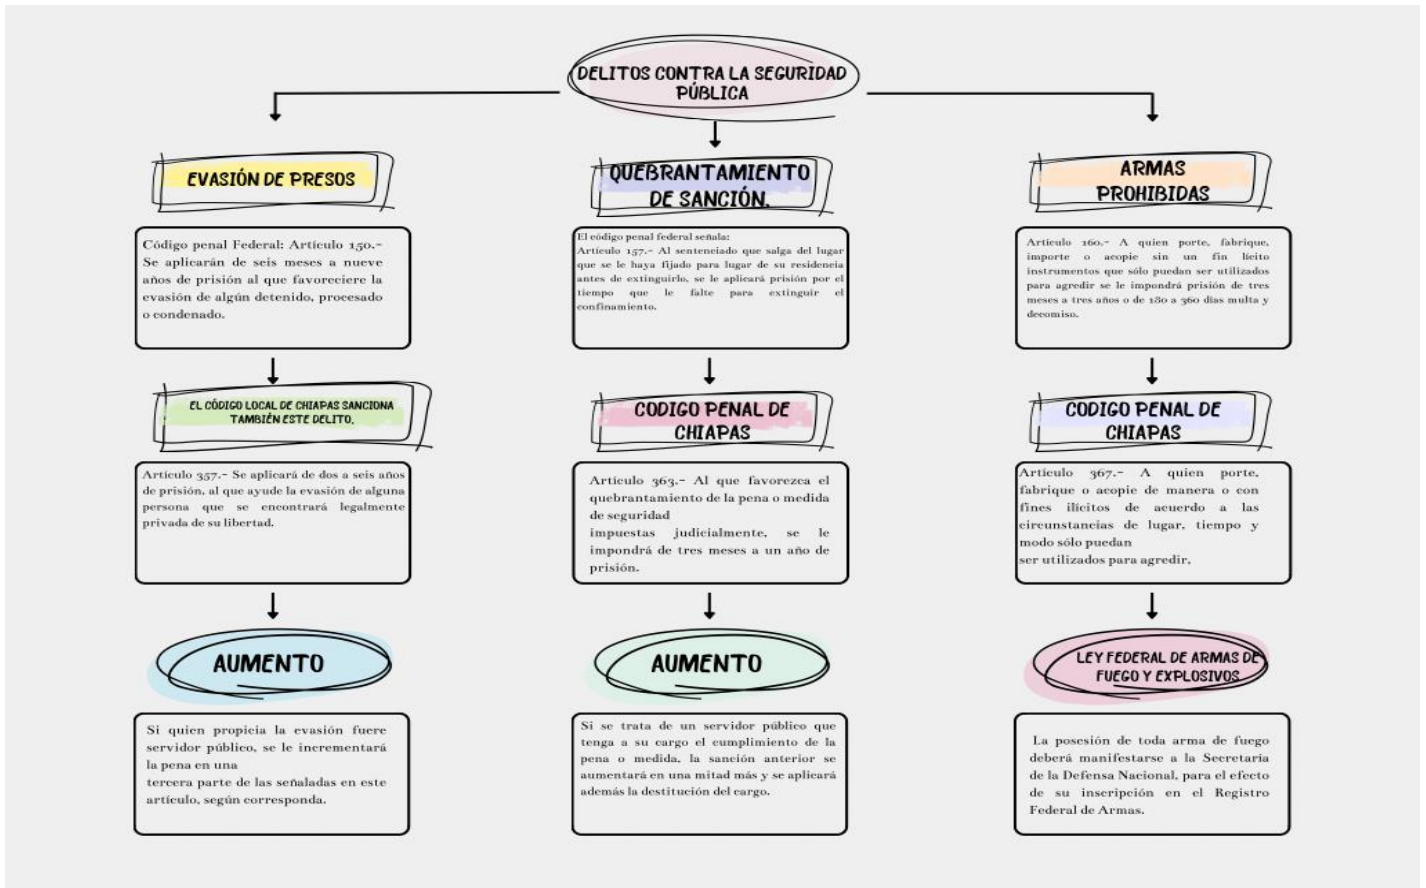 DELITOS CONTRA LA SEGURIDAD
PÚBLICA
EVASIÓN DE PRESOS
Código penal Federal: Artículo 150.-
Se aplicarán de seis meses a nueve
años de prisión al que favoreciere la
evasión de algún detenido, procesado
o condenado.
EL CÓDIGO LOCAL DE CHIAPAS SANCIONA
TAMBIÉN ESTE DELITO.
Artículo 357.- Se aplicará de dos a seis años
de prisión, al que ayude la evasión de alguna
persona que se encontrará legalmente
privada de su libertad.
AUMENTO
Si quien propicia la evasión fuere
servidor público, se le incrementará
la pena en una
tercera parte de las señaladas en este
artículo, según corresponda.
QUEBRANTAMIENTO
DE SANCIÓN.
El código penal federal señala:
Artículo 157.- Al sentenciado que salga del lugar
que se le haya fijado para lugar de su residencia
antes de extinguirlo, se le aplicará prisión por el
tiempo que le falte para extinguir el
confinamiento.
CODIGO PENAL DE
CHIAPAS
Artículo 363.- Al que favorezca el
quebrantamiento de la pena o medida
de seguridad
impuestas judicialmente, se le
impondrá de tres meses a un año de
prisión.
AUMENTO
Si se trata de un servidor público que
tenga a su cargo el cumplimiento de la
pena o medida, la sanción anterior se
aumentará en una mitad más y se aplicará
además la destitución del cargo.
ARMAS
PROHIBIDAS
Artículo 160.- A quien porte, fabrique,
importe o acopie sin un fin lícito
instrumentos que sólo puedan ser utilizados
para agredir se le impondrá prisión de tres
meses a tres años o de 180 a 360 días multa y
decomiso.
CODIGO PENAL DE
CHIAPAS
Artículo 367.- A quien porte,
fabrique o acopie de manera o con
fines ilícitos de acuerdo a las
circunstancias de lugar, tiempo y
modo sólo puedan
ser utilizados para agredir,
LEY FEDERAL DE ARMAS DE
FUEGO Y EXPLOSIVOS
La posesión de toda arma de fuego
deberá manifestarse a la Secretaría
de la Defensa Nacional, para el efecto
de su inscripción en el Registro
Federal de Armas.